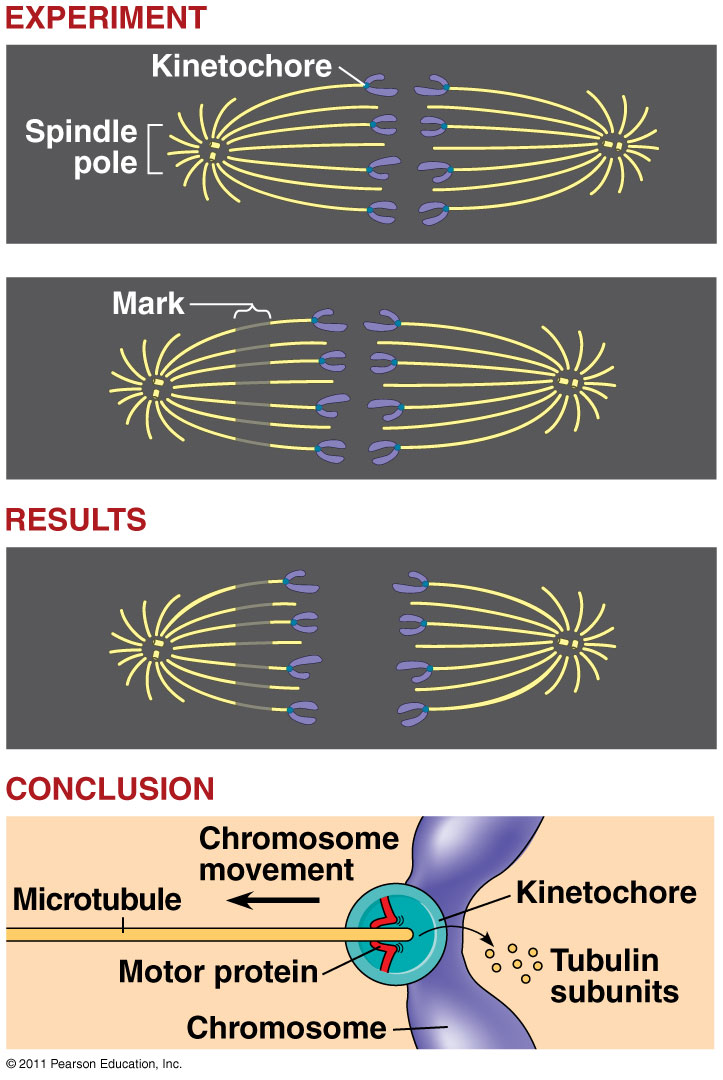 EXPERIMENT
Kinetochore
Spindle
pole
Mark
RESULTS
CONCLUSION
Chromosome
movement
Microtubule
Kinetochore
Motor protein
Tubulin
subunits
Chromosome
© 2011 Pearson Education, Inc.